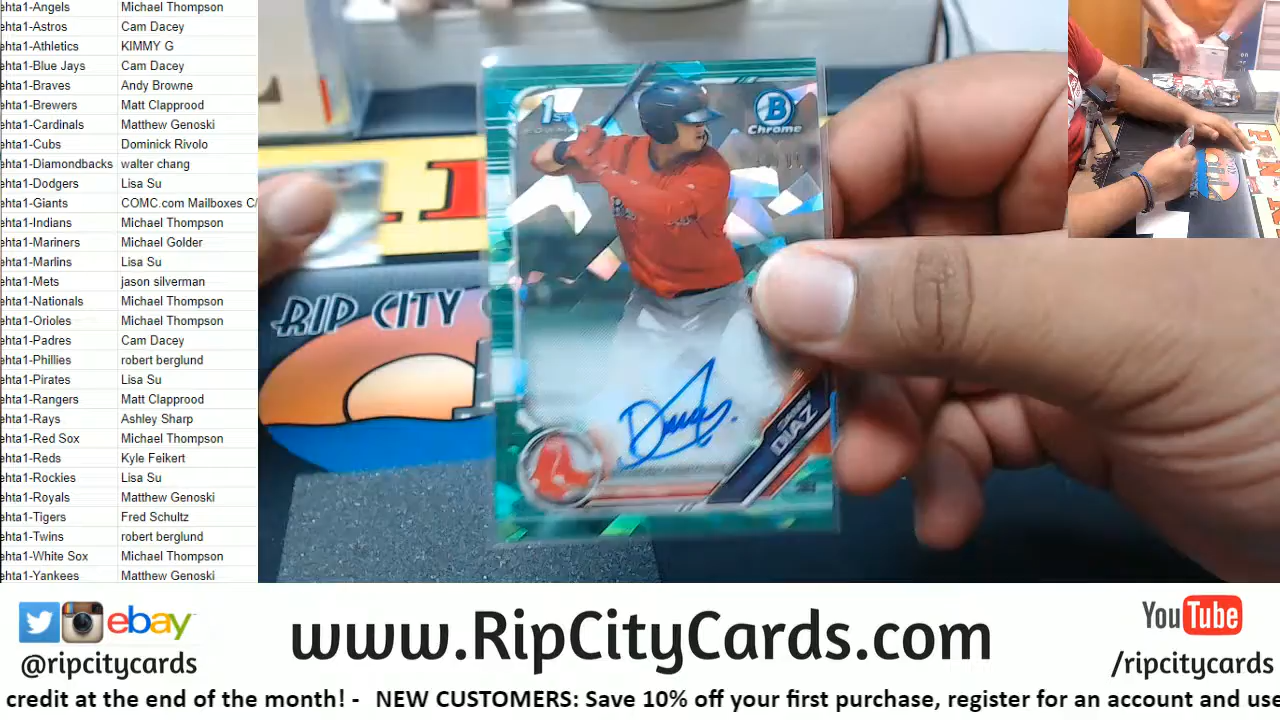 ehta1-Angels Michael Thompson
ehta1-Astros Cam Dacey
ehta1-Athletics KIMMY G
ehta1-Blue Jays Cam Dacey
ehta1-Braves Andy Browne
ehta1-Brewers Matt Clapprood
ehta1-Cardinals Matthew Genoski
ehta1-Cubs Dominick Rivolo
ehta1-Diamondbacks walter chang
ehta1-Dodgers Lisa Su
ehta1-Giants COMC.com Mailboxes C/
ehta1-Indians Michael Thompson
ehta1-Mariners Michael Golder
ehta1-Marlins Lisa Su
ehta1-Mets jason silverman
ehta1-Nationals Michael Thompson
ehta1-Orioles Michael Thompson
ehta1-Padres Cam Dacey
ehta1-Phillies robert berglund
ehta1-Pirates Lisa Su
ehta1-Rangers Matt Clapprood
ehta1-Rays Ashley Sharp
ehta1-Red Sox Michael Thompson
ehta1-Reds Kyle Feikert
ehta1-Rockies Lisa Su
ehta1-Royals Matthew Genoski
ehta1-Tigers Fred Schultz
ehta1-Twins robert berglund
ehta1-White Sox Michael Thompson
ehta1-Yankees Matthew Genoski
1st
BOWMAN
B
Chrome
RIP CITY
DIAZ
ebay
@ripcitycards
www.RipCityCards.com
YouTube
/ripcitycards
credit at the end of the month! - NEW CUSTOMERS: Save 10% off your first purchase, register for an account and use